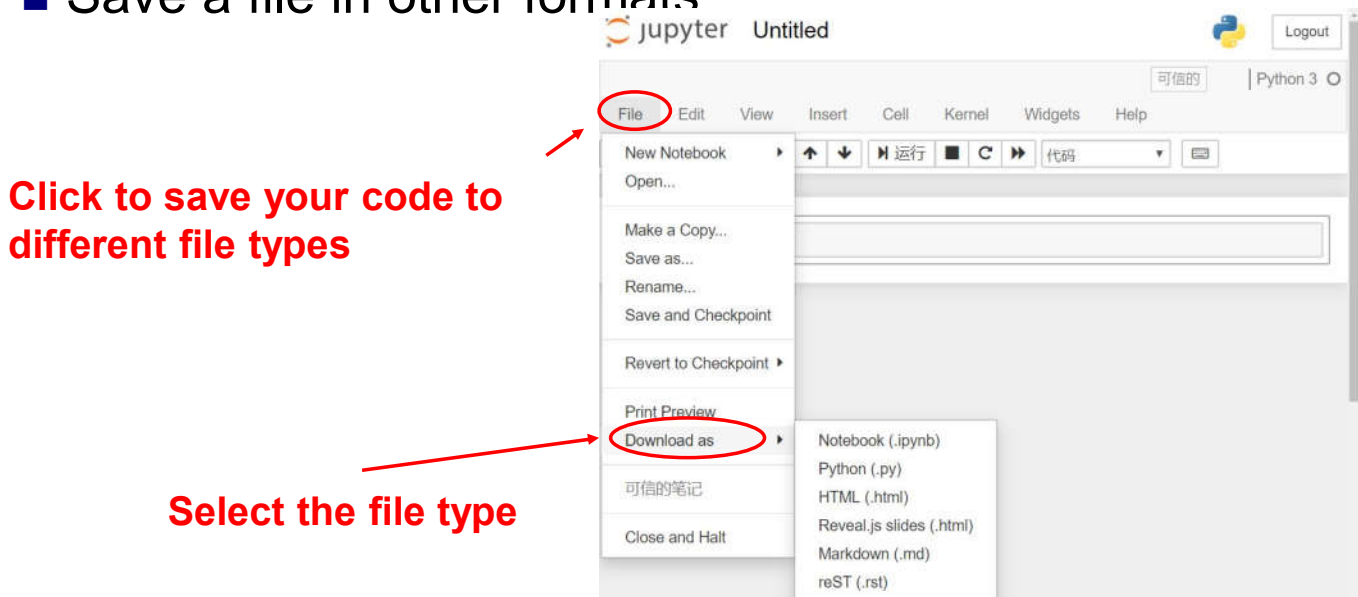 ■ Save a file in other formats
jupyter Untitled
Logout
可信的 Python 3
File Edit View Insert Cell Kernel Widgets Help
New Notebook
运行 代码
Open...
Click to save your code to
different file types
Make a Copy...
Save as...
Rename...
Save and Checkpoint
Revert to Checkpoint
Print Preview
Download as
Select the file type
可信的笔记
Close and Halt
Notebook (.ipynb)
Python (.py)
HTML (.html)
Reveal.js slides (.html)
Markdown (.md)
reST (.rst)